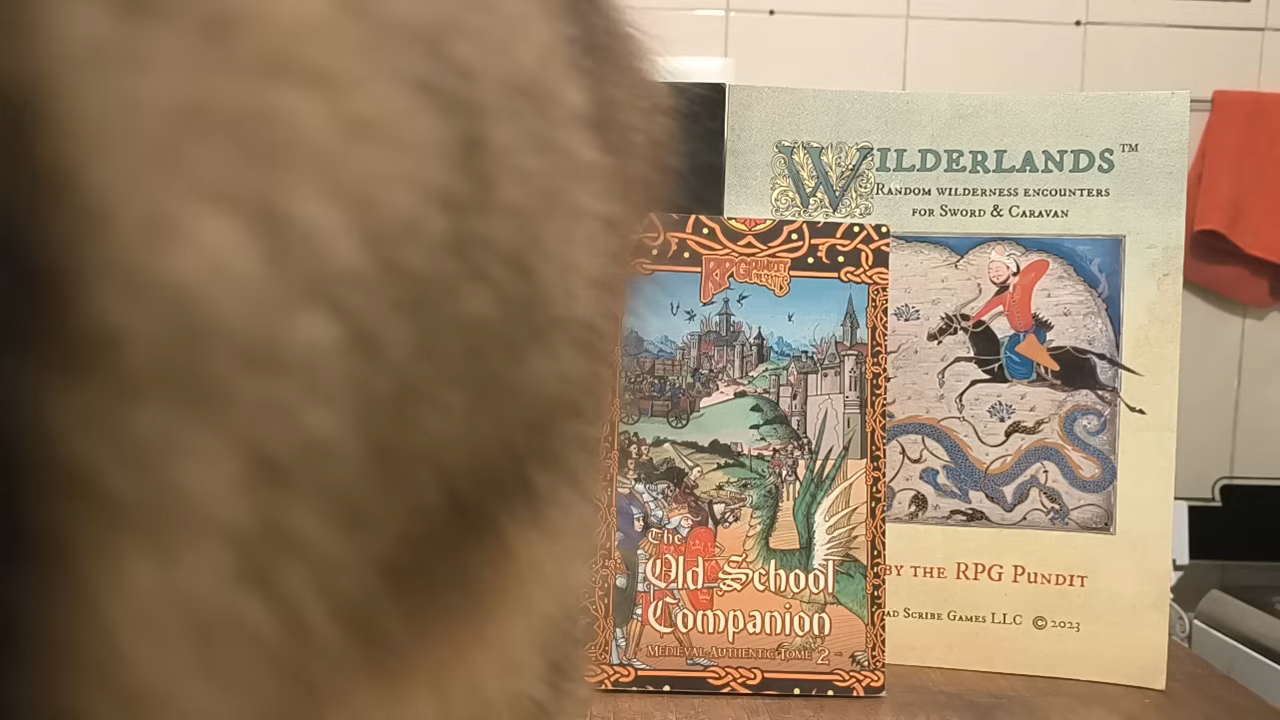 WILDERLANDS™
RANDOM WILDERNESS ENCOUNTERS
FOR SWORD & CARAVAN
BY THE RPG PUNDIT
SCRIBE GAMES LLC © 2023
RPG PUNDIT
PRESENTS
The
Old School
Companion
MEDIEVAL AUTHENTIC TOME 2